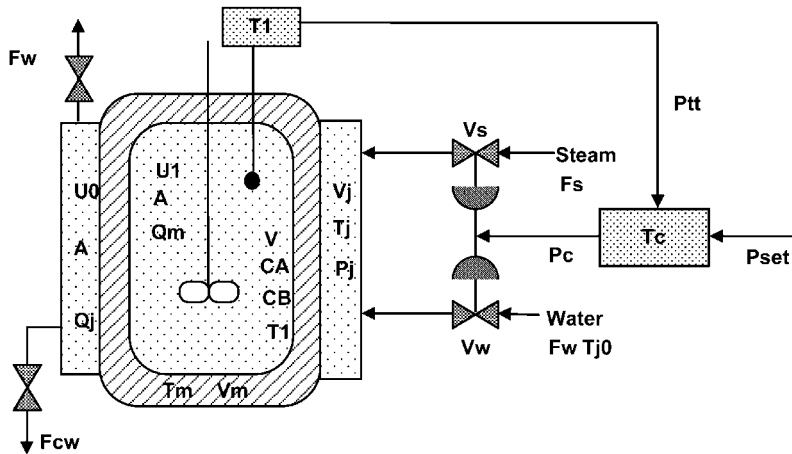 T1
Fw
Ptt
Vs
Steam
Fs
U0
U1
A
Qm
Vj
Tj
Pj
A
V
CA
CB
T1
Tc
Pc
Pset
Qj
Water
Fw Tj0
Vw
Tm Vm
Fcw